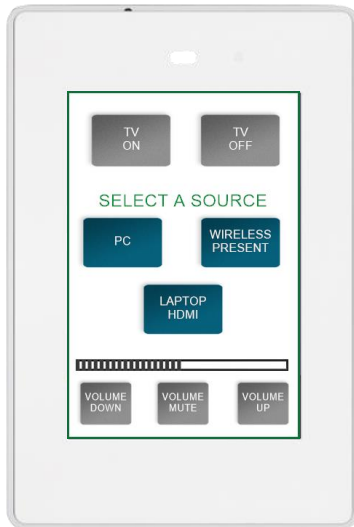 TV
ON
TV
OFF
SELECT A SOURCE
PC
WIRELESS
PRESENT
LAPTOP
HDMI
VOLUME
DOWN
VOLUME
MUTE
VOLUME
UP